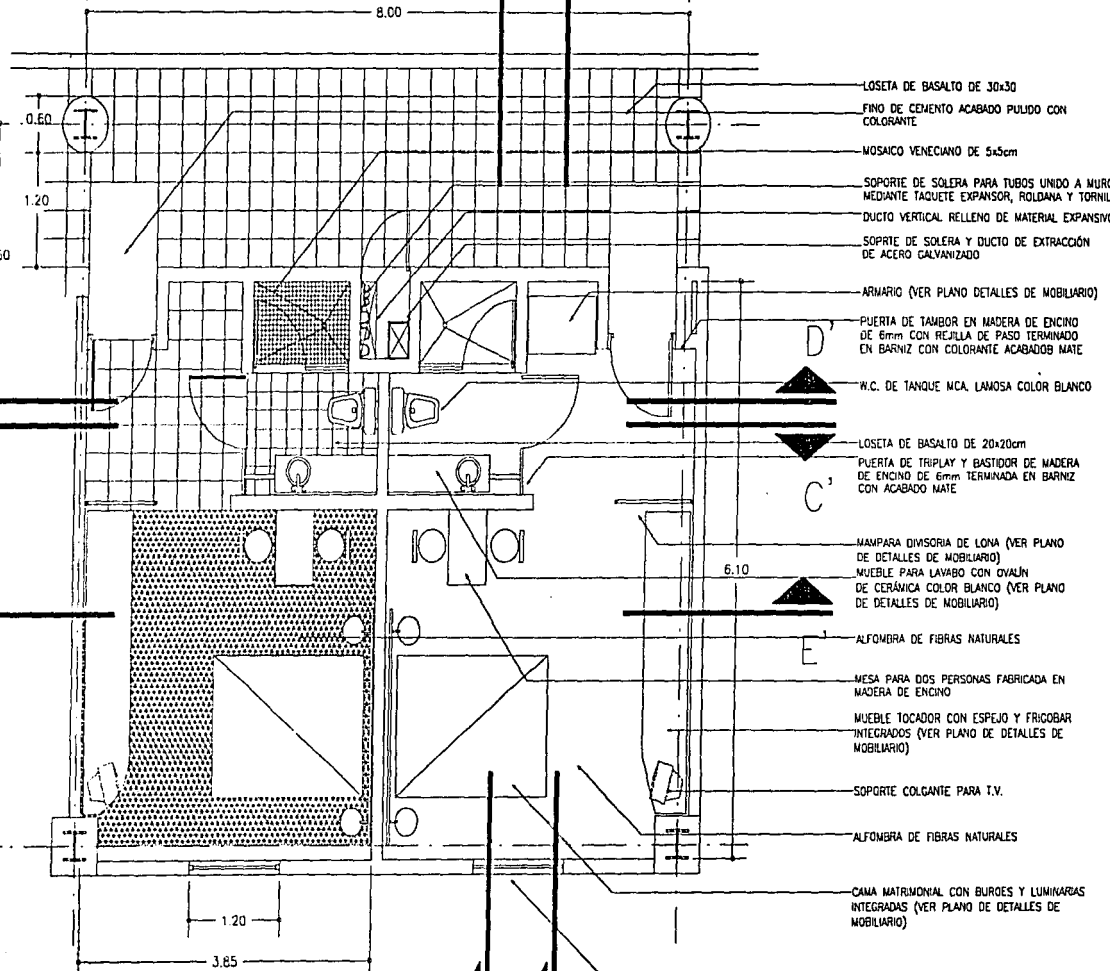 8.00
LOSETA DE BASALTO DE 30x30
FINO DE CEMENTO ACABADO PULIDO CON
COLORANTE
0.60
MOSAICO VENECIANO DE 5x5cm
SOPORTE DE SOLERA PARA TUBOS UNIDO A MURO
MEDIANTE TAQUETE EXPANSOR, ROLDANA Y TORNIL
1.20
DUCTO VERTICAL RELLENO DE MATERIAL EXPANSIVO
SOPRTE DE SOLERA Y DUCTO DE EXTRACCIÓN
DE ACERO GALVANIZADO
ARMARIO (VER PLANO DETALLES DE MOBILIARIO)
PUERTA DE TAMBOR EN MADERA DE ENCINO
DE 6mm CON REJILLA DE PASO TERMINADO
EN BARNIZ CON COLORANTE ACABADOB MATE
D'
W.C. DE TANQUE MCA. LAMOSA COLOR BLANCO
LOSETA DE BASALTO DE 20x20cm
PUERTA DE TRIPLAY Y BASTIDOR DE MADERA
DE ENCINO DE 6mm TERMINADA EN BARNIZ
CON ACABADO MATE
C'
MAMPARA DIVISORIA DE LONA (VER PLANO
DE DETALLES DE MOBILIARIO)
6.10
MUEBLE PARA LAVABO CON OVALÍN
DE CERÁMICA COLOR BLANCO (VER PLANO
DE DETALLES DE MOBILIARIO)
ALFOMBRA DE FIBRAS NATURALES
E'
MESA PARA DOS PERSONAS FABRICADA EN
MADERA DE ENCINO
MUEBLE TOCADOR CON ESPEJO Y FRIGOBAR
INTEGRADOS (VER PLANO DE DETALLES DE
MOBILIARIO)
SOPORTE COLGANTE PARA T.V.
ALFOMBRA DE FIBRAS NATURALES
CAMA MATRIMONIAL CON BUROES Y LUMINARIAS
INTEGRADAS (VER PLANO DE DETALLES DE
MOBILIARIO)
1.20
3.85